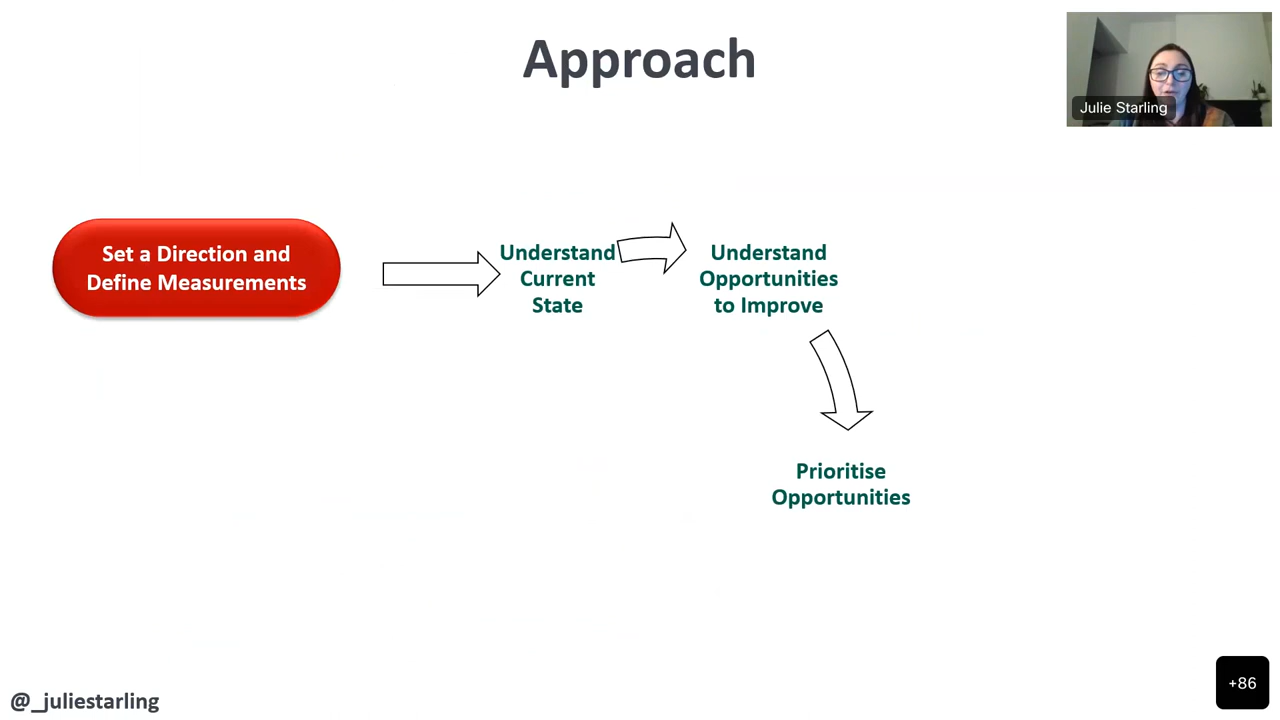 Approach
Julie Starling
Set a Direction and
Define Measurements
Understand
Current
State
Understand
Opportunities
to Improve
Prioritise
Opportunities
@_juliestarling
+86